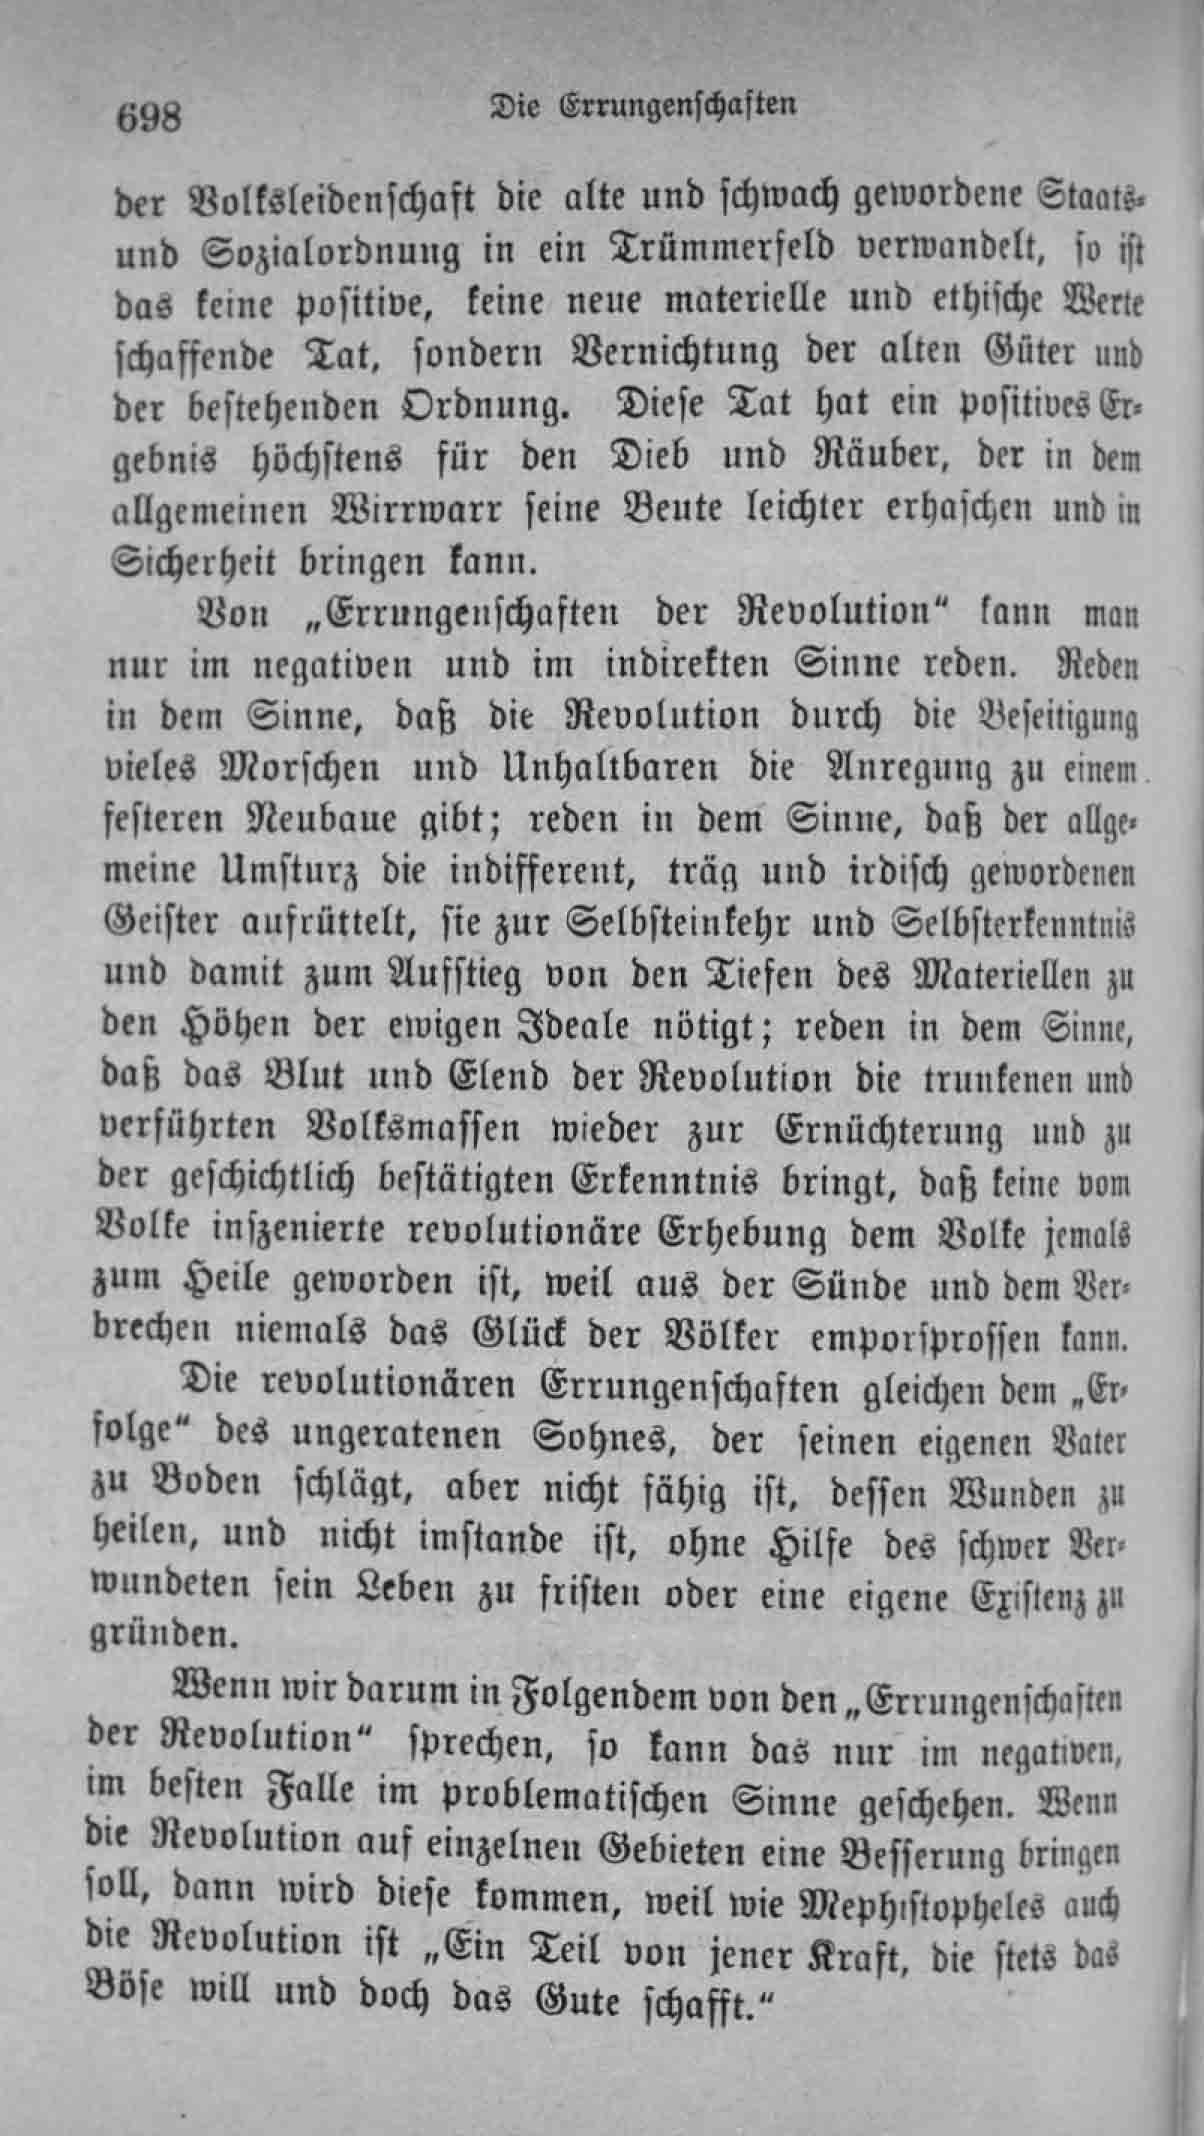 698
Die Errungenschaften
der Volksleidenschaft die alte und schwach gewordene Staats-
und Sozialordnung in ein Trümmerfeld verwandelt, so ist
das keine positive, keine neue materielle und ethische Werte
schaffende Tat, sondern Vernichtung der alten Güter und
der bestehenden Ordnung. Diese Tat hat ein positives Er-
gebnis höchstens für den Dieb und Räuber, der in dem
allgemeinen Wirrwarr seine Beute leichter erhaschen und in
Sicherheit bringen kann.
Von „Errungenschaften der Revolution“ kann man
nur im negativen und im indirekten Sinne reden. Reden
in dem Sinne, daß die Revolution durch die Beseitigung
vieles Morschen und Unhaltbaren die Anregung zu einem
festeren Neubaue gibt; reden in dem Sinne, daß der allge-
meine Umsturz die indifferent, träg und irdisch gewordenen
Geister aufrüttelt, sie zur Selbsteinkehr und Selbsterkenntnis
und damit zum Aufstieg von den Tiefen des Materiellen zu
den Höhen der ewigen Ideale nötigt; reden in dem Sinne,
daß das Blut und Elend der Revolution die trunkenen und
verführten Volksmassen wieder zur Ernüchterung und zu
der geschichtlich bestätigten Erkenntnis bringt, daß keine vom
Volke inszenierte revolutionäre Erhebung dem Volke jemals
zum Heile geworden ist, weil aus der Sünde und dem Ver-
brechen niemals das Glück der Völker emporsprossen kann.
Die revolutionären Errungenschaften gleichen dem „Er-
folge“ des ungeratenen Sohnes, der seinen eigenen Vater
zu Boden schlägt, aber nicht fähig ist, dessen Wunden zu
heilen, und nicht imstande ist, ohne Hilfe des schwer Ver-
wundeten sein Leben zu fristen oder eine eigene Existenz zu
gründen.
Wenn wir darum in Folgendem von den „Errungenschaften
der Revolution“ sprechen, so kann das nur im negativen,
im besten Falle im problematischen Sinne geschehen. Wenn
die Revolution auf einzelnen Gebieten eine Besserung bringen
soll, dann wird diese kommen, weil wie Mephistopheles auch
die Revolution ist „Ein Teil von jener Kraft, die stets das
Böse will und doch das Gute schafft.“